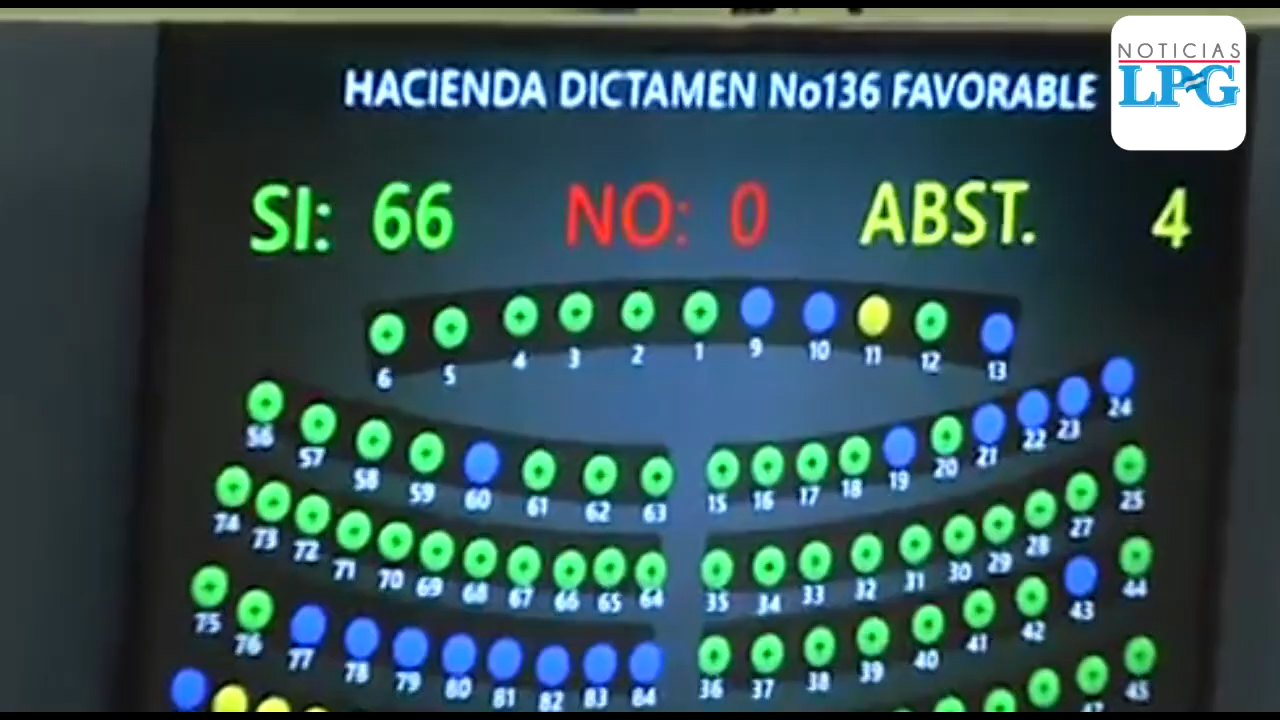 NOTICIAS
LPG
HACIENDA DICTAMEN No136 FAVORABLE
SI: 66 NO: 0 ABST. 4
6 5 4 3 2 1 9 10 11 12 13
56 57 58 59 60 61 62 63 15 16 17 18 19 20 21 22 23 24
74 73 72 71 70 69 68 67 66 65 64 35 34 33 32 31 30 29 28 27 25
75 76 77 78 79 80 81 82 83 84 36 37 38 39 40 41 42 43 44
45